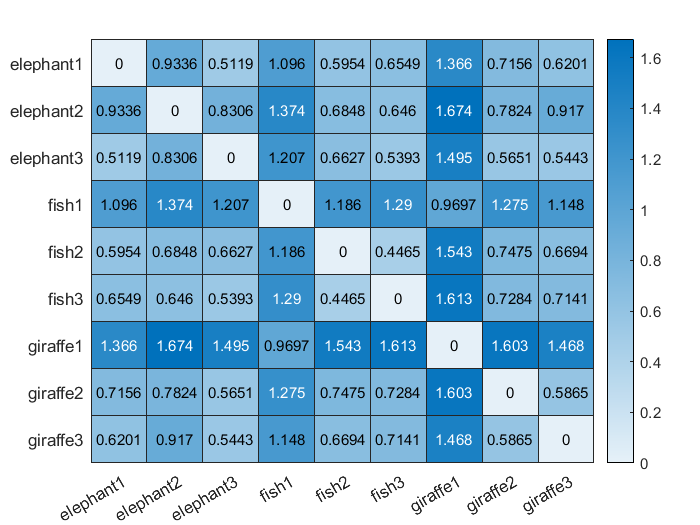 elephant1 0 0.9336 0.5119 1.096 0.5954 0.6549 1.366 0.7156 0.6201
elephant2 0.9336 0 0.8306 1.374 0.6848 0.646 1.674 0.7824 0.917
elephant3 0.5119 0.8306 0 1.207 0.6627 0.5393 1.495 0.5651 0.5443
fish1 1.096 1.374 1.207 0 1.186 1.29 0.9697 1.275 1.148
fish2 0.5954 0.6848 0.6627 1.186 0 0.4465 1.543 0.7475 0.6694
fish3 0.6549 0.646 0.5393 1.29 0.4465 0 1.613 0.7284 0.7141
giraffe1 1.366 1.674 1.495 0.9697 1.543 1.613 0 1.603 1.468
giraffe2 0.7156 0.7824 0.5651 1.275 0.7475 0.7284 1.603 0 0.5865
giraffe3 0.6201 0.917 0.5443 1.148 0.6694 0.7141 1.468 0.5865 0
elephant1 elephant2 elephant3 fish1 fish2 fish3 giraffe1 giraffe2 giraffe3
1.6
1.4
1.2
1
0.8
0.6
0.4
0.2
0